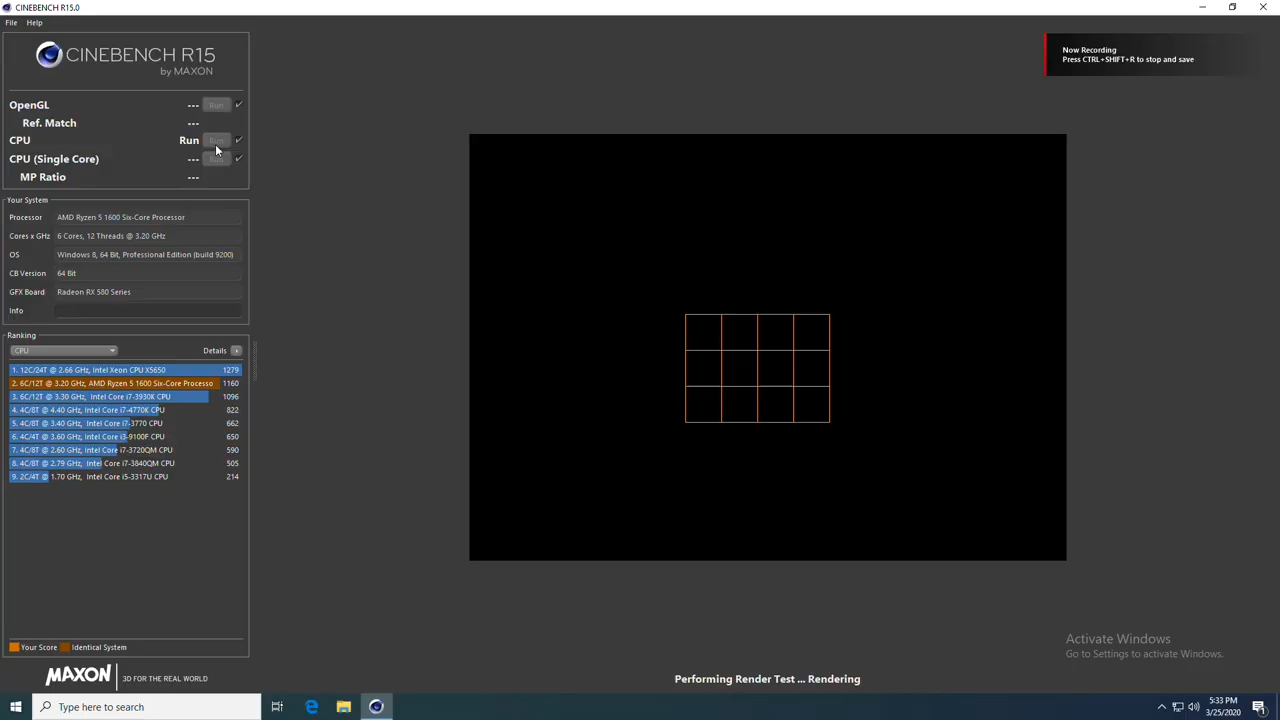 CINEBENCH R15.0
File Help
Now Recording
Press CTRL+SHIFT+R to stop and save
CINEBENCH R15
by MAXON
OpenGL --- Run
Ref. Match ---
CPU Run
CPU (Single Core) --- Run
MP Ratio ---
Your System
Processor AMD Ryzen 5 1600 Six-Core Processor
Cores x GHz 6 Cores, 12 Threads @ 3.20 GHz
OS Windows 8, 64 Bit, Professional Edition (build 9200)
CB Version 64 Bit
GFX Board Radeon RX 580 Series
Info
Ranking
CPU Details
1. 12C/24T @ 2.66 GHz, Intel Xeon CPU X5650 1279
2. 6C/12T @ 3.20 GHz, AMD Ryzen 5 1600 Six-Core Processo 1160
3. 6C/12T @ 3.30 GHz, Intel Core i7-3930K CPU 1096
4. 4C/8T @ 4.40 GHz, Intel Core i7-4770K CPU 822
5. 4C/8T @ 3.40 GHz, Intel Core i7-3770 CPU 662
6. 4C/4T @ 3.60 GHz, Intel Core i3-9100F CPU 650
7. 4C/8T @ 2.60 GHz, Intel Core i7-3720QM CPU 590
8. 4C/8T @ 2.79 GHz, Intel Core i7-3840QM CPU 505
9. 2C/4T @ 1.70 GHz, Intel Core i5-3317U CPU 214
Your Score Identical System
MAXON 3D FOR THE REAL WORLD
Performing Render Test ... Rendering
Activate Windows
Go to Settings to activate Windows.
Type here to search
5:33 PM
3/25/2020
1